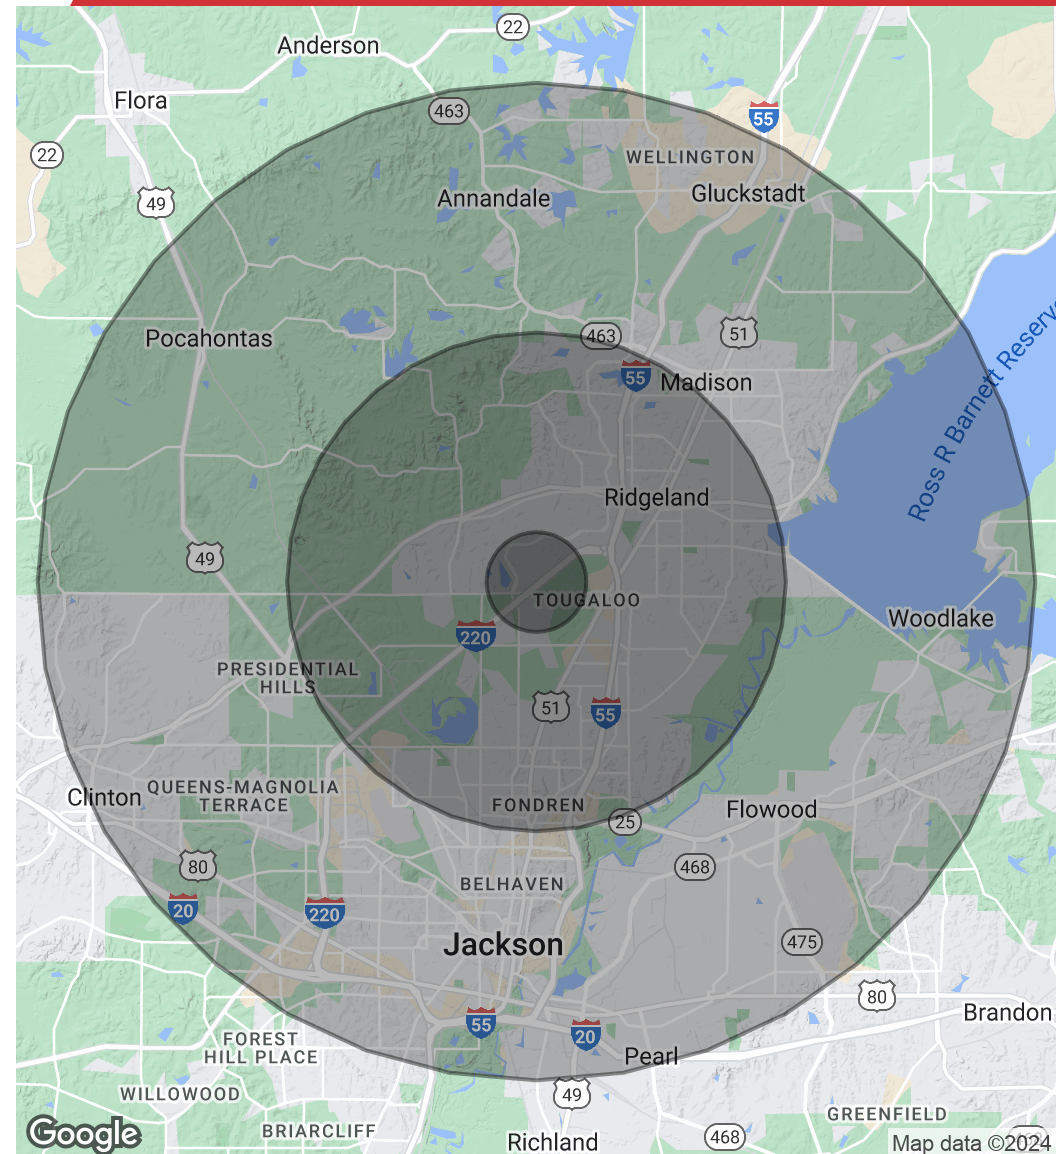 22
Anderson
Flora
463
55
22
WELLINGTON
Gluckstadt
Annandale
49
Pocahontas
463
51
55
Madison
Ross R Barnett Reserv
Ridgeland
49
TOUGALOO
Woodlake
220
PRESIDENTIAL
HILLS
51
55
Clinton
QUEENS-MAGNOLIA
TERRACE
FONDREN
Flowood
25
80
468
BELHAVEN
20
220
Jackson
475
80
Brandon
55
20
FOREST
HILL PLACE
Pearl
WILLOWOOD
49
GREENFIELD
Google
BRIARCLIFF
Richland
468
Map data ©2024